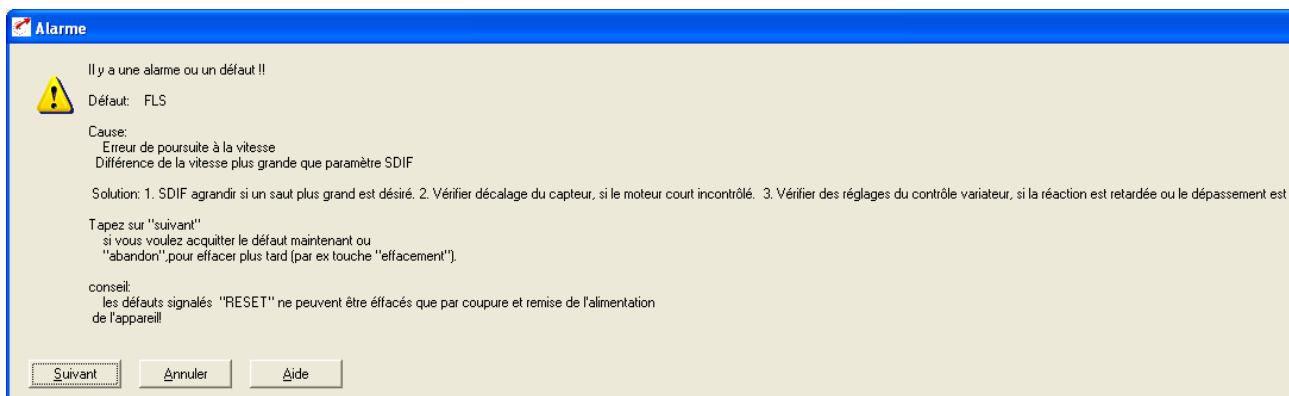 Alarme
Il y a une alarme ou un défaut !!
Défaut: FLS
Cause:
Erreur de poursuite à la vitesse
Différence de la vitesse plus grande que paramètre SDIF
Solution: 1. SDIF agrandir si un saut plus grand est désiré. 2. Vérifier décalage du capteur, si le moteur court incontrôlé. 3. Vérifier des réglages du contrôle variateur, si la réaction est retardée ou le dépassement est
Tapez sur "suivant"
si vous voulez acquitter le défaut maintenant ou
"abandon",pour effacer plus tard (par ex touche "effacement").
conseil:
les défauts signalés "RESET" ne peuvent être éffacés que par coupure et remise de l'alimentation
de l'appareil!
Suivant
Annuler
Aide